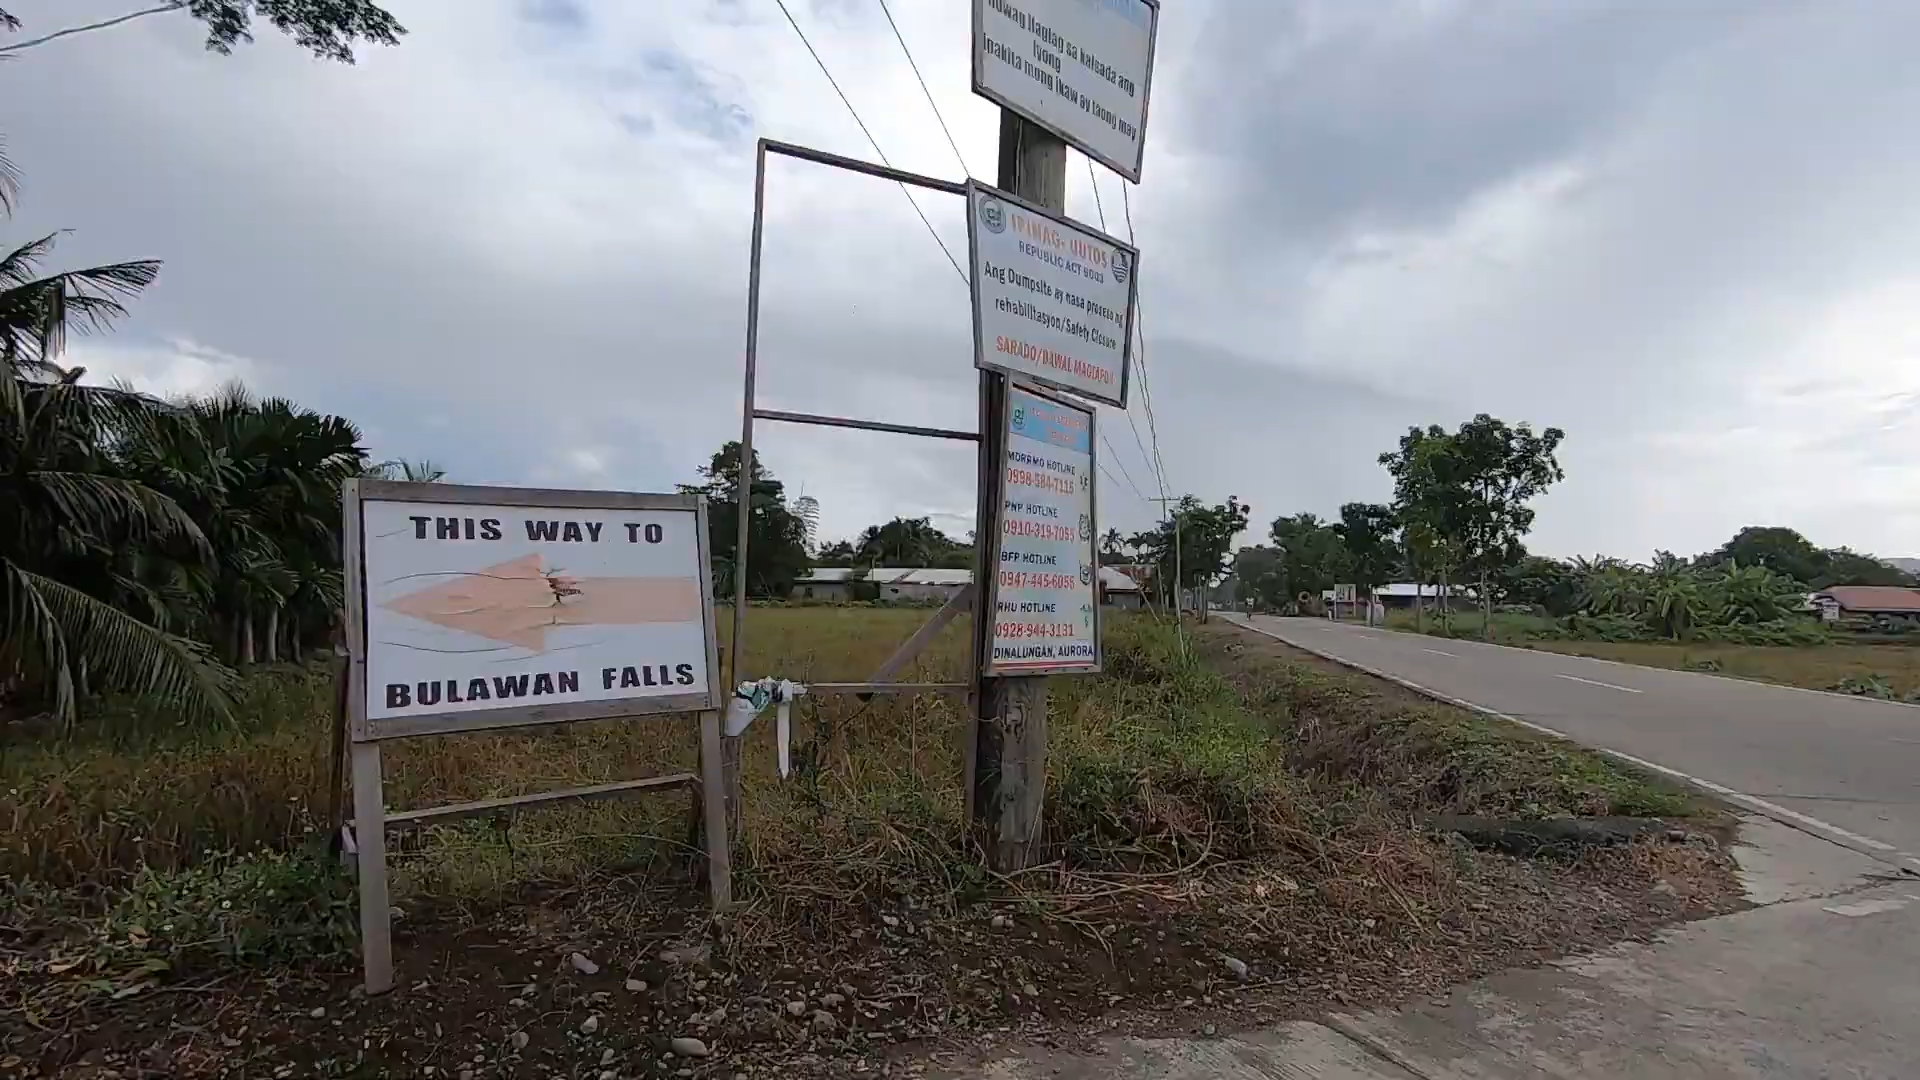 Huwag itapon sa kalsada ang
iyong
Inakita mong ikaw ay taong may
IPINAG-UUTOS
REPUBLIC ACT 9003
Ang Dumpsite ay nasa proseso ng
rehabilitasyon/Safety Closure
SARADO/BAWAL MAGTAPON
MDRRMO HOTLINE
0998-584-7115
PNP HOTLINE
0910-319-7055
BFP HOTLINE
0947-445-6055
RHU HOTLINE
0928-944-3131
DINALUNGAN, AURORA
THIS WAY TO
BULAWAN FALLS